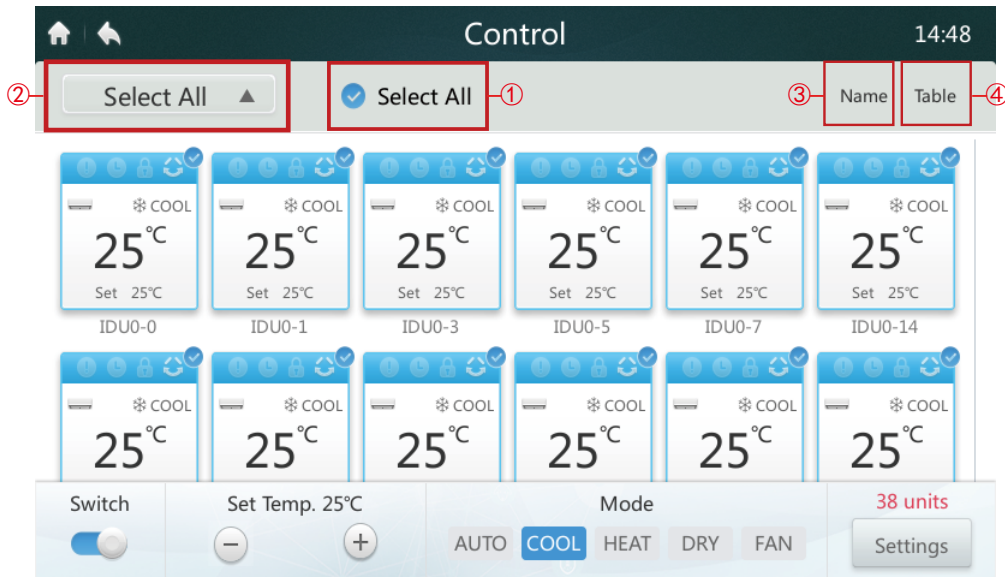 Control 14:48
② Select All ▲ Select All ① ③ Name Table ④
COOL COOL COOL COOL COOL COOL
25℃ 25℃ 25℃ 25℃ 25℃ 25℃
Set 25℃ Set 25℃ Set 25℃ Set 25℃ Set 25℃ Set 25℃
IDU0-0 IDU0-1 IDU0-3 IDU0-5 IDU0-7 IDU0-14
COOL COOL COOL COOL COOL COOL
25℃ 25℃ 25℃ 25℃ 25℃ 25℃
Switch Set Temp. 25℃ Mode 38 units
− + AUTO COOL HEAT DRY FAN Settings